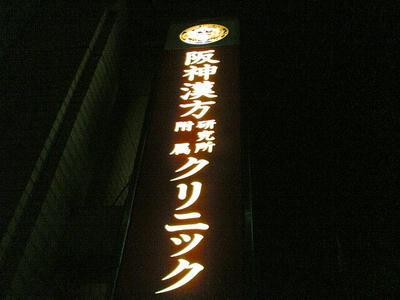 阪神漢方
研究所
附属
クリニック